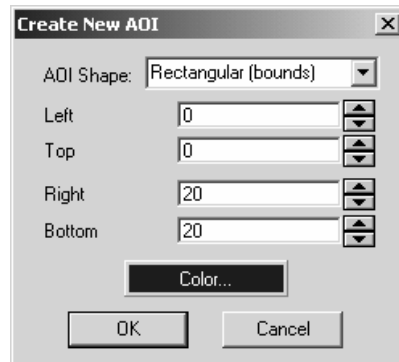 Create New AOI
AOI Shape: Rectangular (bounds)
Left 0
Top 0
Right 20
Bottom 20
Color...
OK Cancel